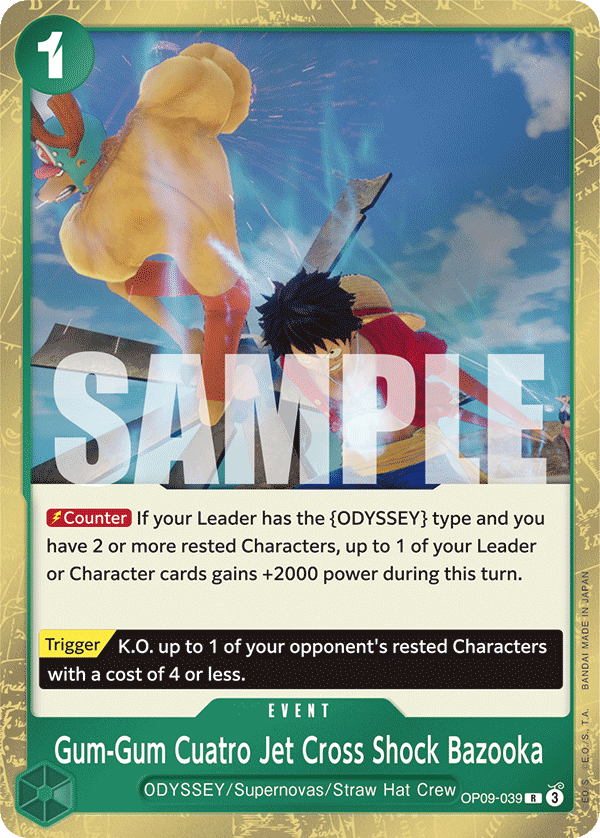 1
SAMPLE
Counter If your Leader has the {ODYSSEY} type and you
have 2 or more rested Characters, up to 1 of your Leader
or Character cards gains +2000 power during this turn.
Trigger K.O. up to 1 of your opponent's rested Characters
with a cost of 4 or less.
EVENT
Gum-Gum Cuatro Jet Cross Shock Bazooka
ODYSSEY/Supernovas/Straw Hat Crew
OP09-039 R 3
©E.O./S., T.A. BANDAI MADE IN JAPAN